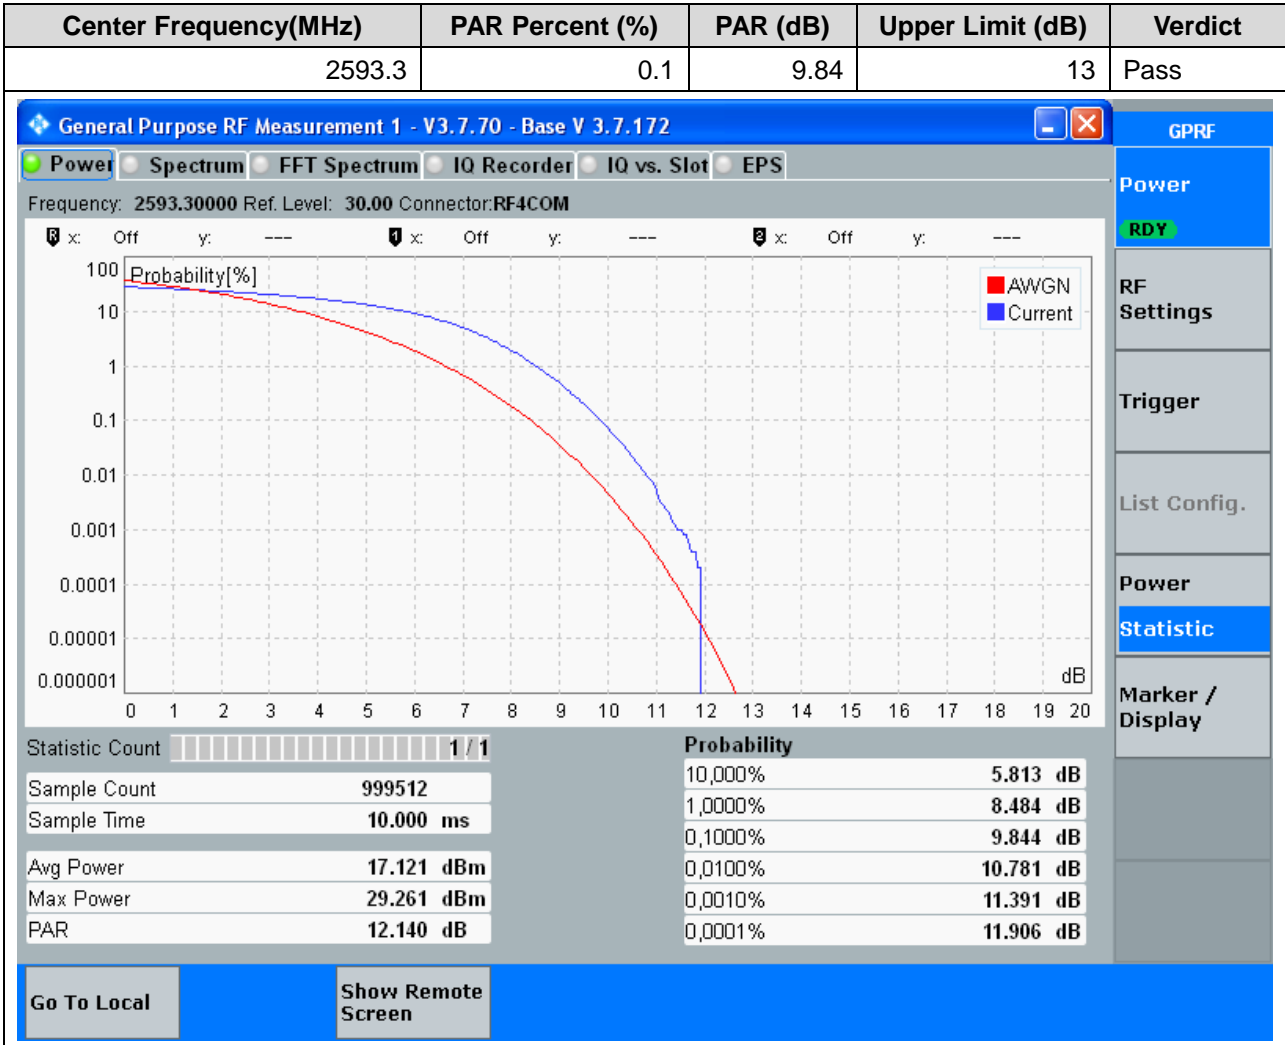 Center Frequency(MHz) PAR Percent (%) PAR (dB) Upper Limit (dB) Verdict
2593.3 0.1 9.84 13 Pass
General Purpose RF Measurement 1 - V3.7.70 - Base V 3.7.172
GPRF
Power Spectrum FFT Spectrum IQ Recorder IQ vs. Slot EPS
Frequency: 2593.30000 Ref. Level: 30.00 Connector:RF4COM
R x: Off y: --- 1 x: Off y: --- 2 x: Off y: ---
Probability[%]
AWGN
Current
100
10
1
0.1
0.01
0.001
0.0001
0.00001
0.000001
dB
0 1 2 3 4 5 6 7 8 9 10 11 12 13 14 15 16 17 18 19 20
Statistic Count 1 / 1
Sample Count 999512
Sample Time 10.000 ms
Avg Power 17.121 dBm
Max Power 29.261 dBm
PAR 12.140 dB
Probability
10,000% 5.813 dB
1,0000% 8.484 dB
0,1000% 9.844 dB
0,0100% 10.781 dB
0,0010% 11.391 dB
0,0001% 11.906 dB
Power
RDY
RF
Settings
Trigger
List Config.
Power
Statistic
Marker /
Display
Go To Local
Show Remote
Screen